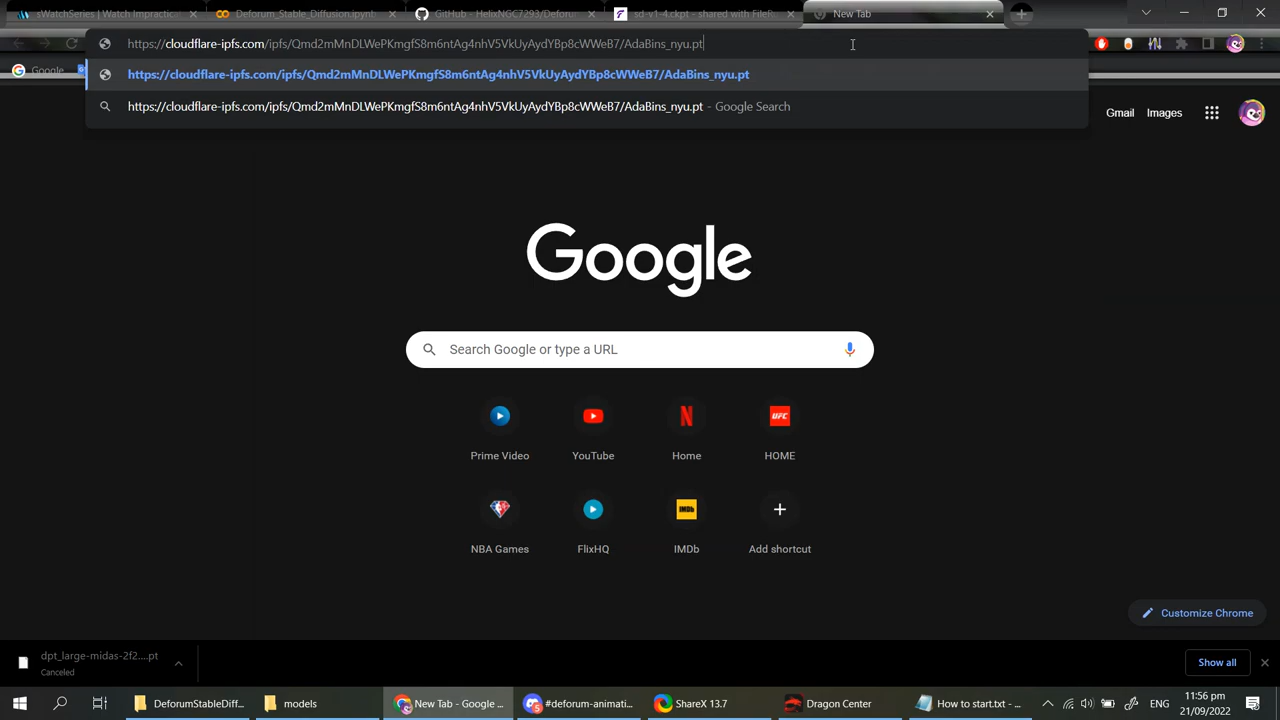 sWatchSeries | Watch Impractica
Deforum_Stable_Diffusion.ipynb
GitHub - HelixNGC7293/Deforum
sd-v1-4.ckpt - shared with FileRu
New Tab
https://cloudflare-ipfs.com/ipfs/Qmd2mMnDLWePKmgfS8m6ntAg4nhV5VkUyAydYBp8cWWeB7/AdaBins_nyu.pt
Google
https://cloudflare-ipfs.com/ipfs/Qmd2mMnDLWePKmgfS8m6ntAg4nhV5VkUyAydYBp8cWWeB7/AdaBins_nyu.pt
https://cloudflare-ipfs.com/ipfs/Qmd2mMnDLWePKmgfS8m6ntAg4nhV5VkUyAydYBp8cWWeB7/AdaBins_nyu.pt - Google Search
Gmail Images
Google
Search Google or type a URL
Prime Video YouTube Home HOME
NBA Games FlixHQ IMDb Add shortcut
Customize Chrome
dpt_large-midas-2f2....pt
Canceled
Show all
DeforumStableDiff... models New Tab - Google ... #deforum-animati... ShareX 13.7 Dragon Center How to start.txt - ... ENG
11:56 pm
21/09/2022